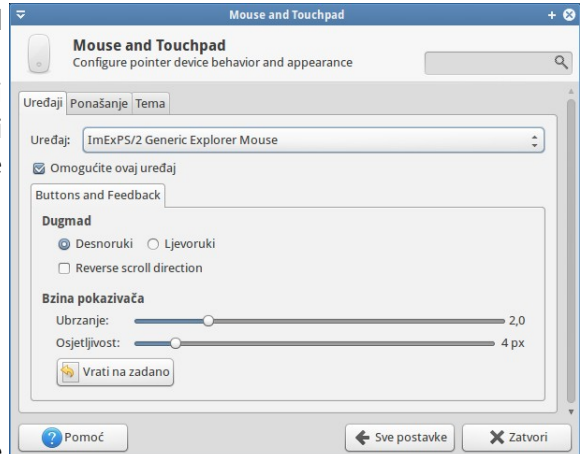 Mouse and Touchpad
Mouse and Touchpad
Configure pointer device behavior and appearance
Uređaji Ponašanje Tema
Uređaj: ImExPS/2 Generic Explorer Mouse
Omogućite ovaj uređaj
Buttons and Feedback
Dugmad
Desnoruki Ljevoruki
Reverse scroll direction
Bzina pokazivača
Ubrzanje: 2,0
Osjetljivost: 4 px
Vrati na zadano
Pomoć Sve postavke Zatvori